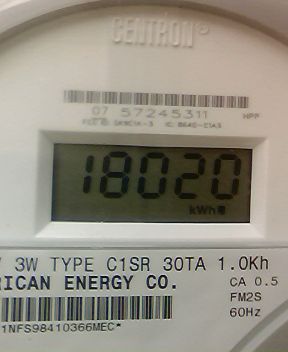 CENTRON®
07 57245311
HPP
18020
kWh
3W TYPE C1SR 30TA 1.0Kh
RICAN ENERGY CO.
CA 0.5
FM2S
60Hz
1NFS98410366MEC*